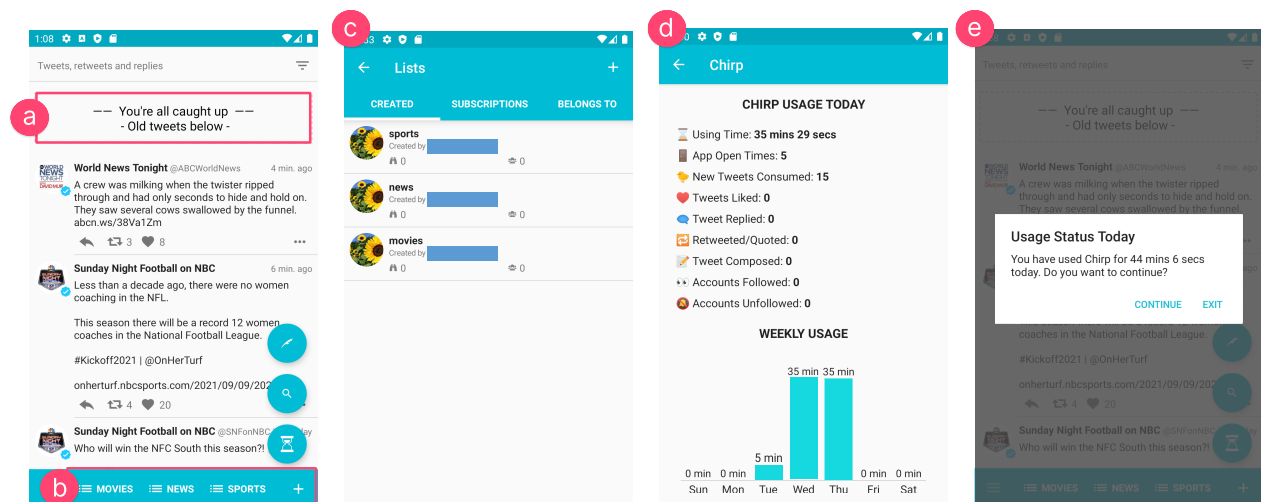 a
1:08
Tweets, retweets and replies
—— You're all caught up ——
- Old tweets below -
World News Tonight @ABCWorldNews 4 min. ago
A crew was milking when the twister ripped
through and had only seconds to hide and hold on.
They saw several cows swallowed by the funnel.
abcn.ws/38Va1Zm
3 8
Sunday Night Football on NBC 6 min. ago
Less than a decade ago, there were no women
coaching in the NFL.
This season there will be a record 12 women
coaches in the National Football League.
#Kickoff2021 | @OnHerTurf
onherturf.nbcsports.com/2021/09/09/202
4 20
Sunday Night Football on NBC @SNFonNBC
Who will win the NFC South this season?!
b
MOVIES NEWS SPORTS +
c
Lists +
CREATED SUBSCRIPTIONS BELONGS TO
sports
Created by
0 0
news
Created by
0 0
movies
Created by
0 0
d
Chirp
CHIRP USAGE TODAY
Using Time: 35 mins 29 secs
App Open Times: 5
New Tweets Consumed: 15
Tweets Liked: 0
Tweet Replied: 0
Retweeted/Quoted: 0
Tweet Composed: 0
Accounts Followed: 0
Accounts Unfollowed: 0
WEEKLY USAGE
35 min 35 min
5 min
0 min 0 min 0 min 0 min
Sun Mon Tue Wed Thu Fri Sat
e
Tweets, retweets and replies
—— You're all caught up ——
- Old tweets below -
World News Tonight @ABCWorldNews 4 min. ago
A crew was milking when the twister ripped
through and had only seconds to hide and hold on.
They saw several cows swallowed by the funnel.
Usage Status Today
You have used Chirp for 44 mins 6 secs
today. Do you want to continue?
CONTINUE EXIT
coaches in the National Football League.
#Kickoff2021 | @OnHerTurf
onherturf.nbcsports.com/2021/09/09/202
4 20
Sunday Night Football on NBC @SNFonNBC
Who will win the NFC South this season?!
MOVIES NEWS SPORTS +